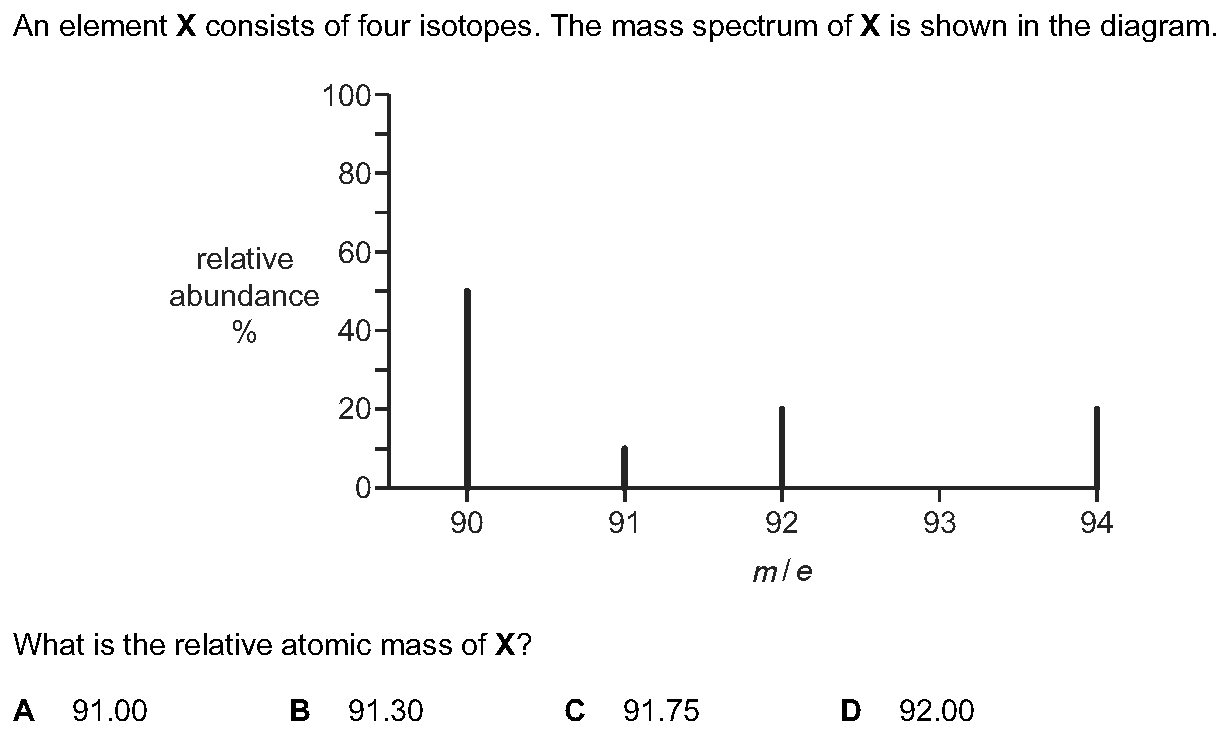 An element X consists of four isotopes. The mass spectrum of X is shown in the diagram.
100
80
60
40
20
0
relative
abundance
%
90 91 92 93 94
m / e
What is the relative atomic mass of X?
A 91.00 B 91.30 C 91.75 D 92.00